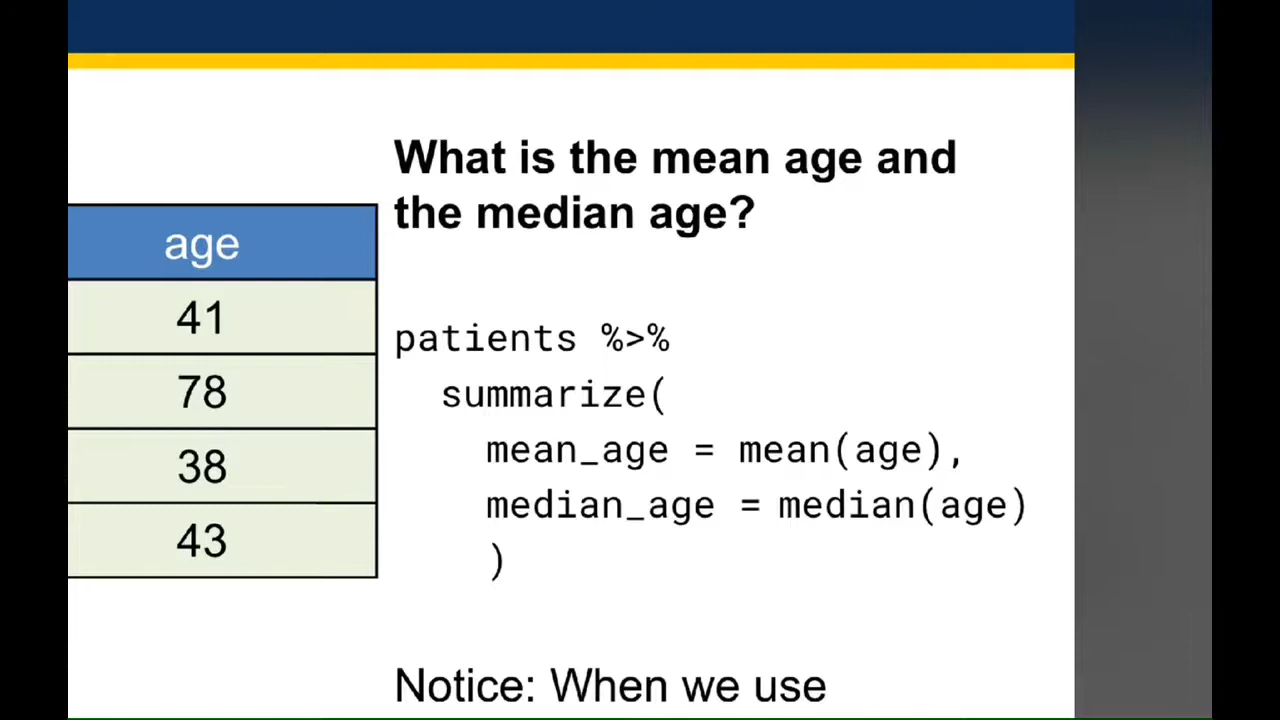 What is the mean age and
the median age?
age
41
78
38
43
patients %>%
summarize(
mean_age = mean(age),
median_age = median(age)
)
Notice: When we use